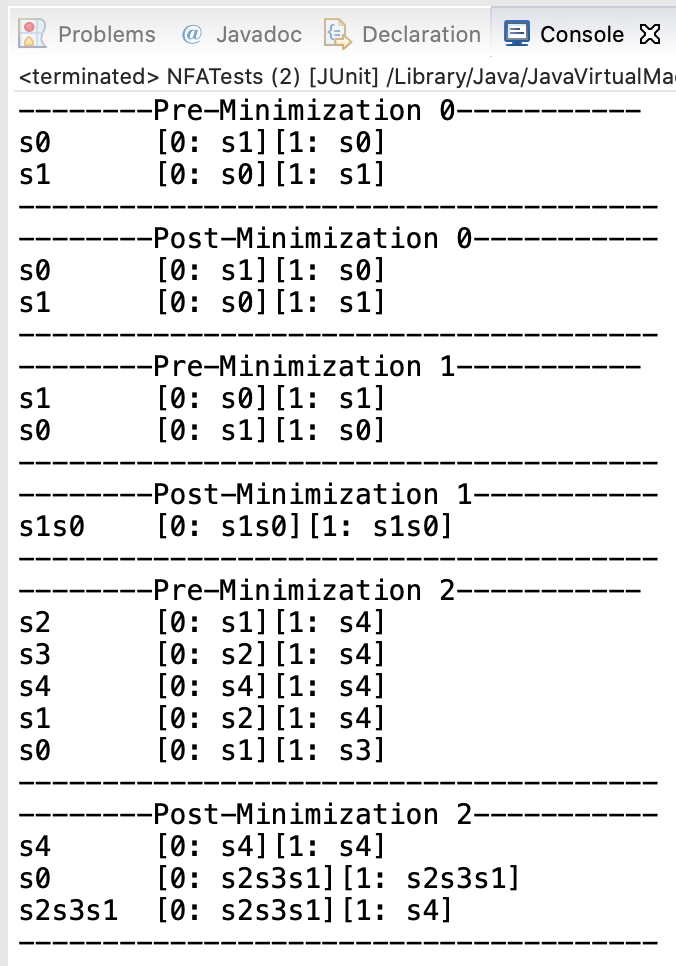 Problems @ Javadoc Declaration Console
<terminated> NFATests (2) [JUnit] /Library/Java/JavaVirtualMa
--------Pre-Minimization 0-----------
s0 [0: s1][1: s0]
s1 [0: s0][1: s1]
--------------------------------------
--------Post-Minimization 0-----------
s0 [0: s1][1: s0]
s1 [0: s0][1: s1]
--------------------------------------
--------Pre-Minimization 1-----------
s1 [0: s0][1: s1]
s0 [0: s1][1: s0]
--------------------------------------
--------Post-Minimization 1-----------
s1s0 [0: s1s0][1: s1s0]
--------------------------------------
--------Pre-Minimization 2-----------
s2 [0: s1][1: s4]
s3 [0: s2][1: s4]
s4 [0: s4][1: s4]
s1 [0: s2][1: s4]
s0 [0: s1][1: s3]
--------------------------------------
--------Post-Minimization 2-----------
s4 [0: s4][1: s4]
s0 [0: s2s3s1][1: s2s3s1]
s2s3s1 [0: s2s3s1][1: s4]
--------------------------------------